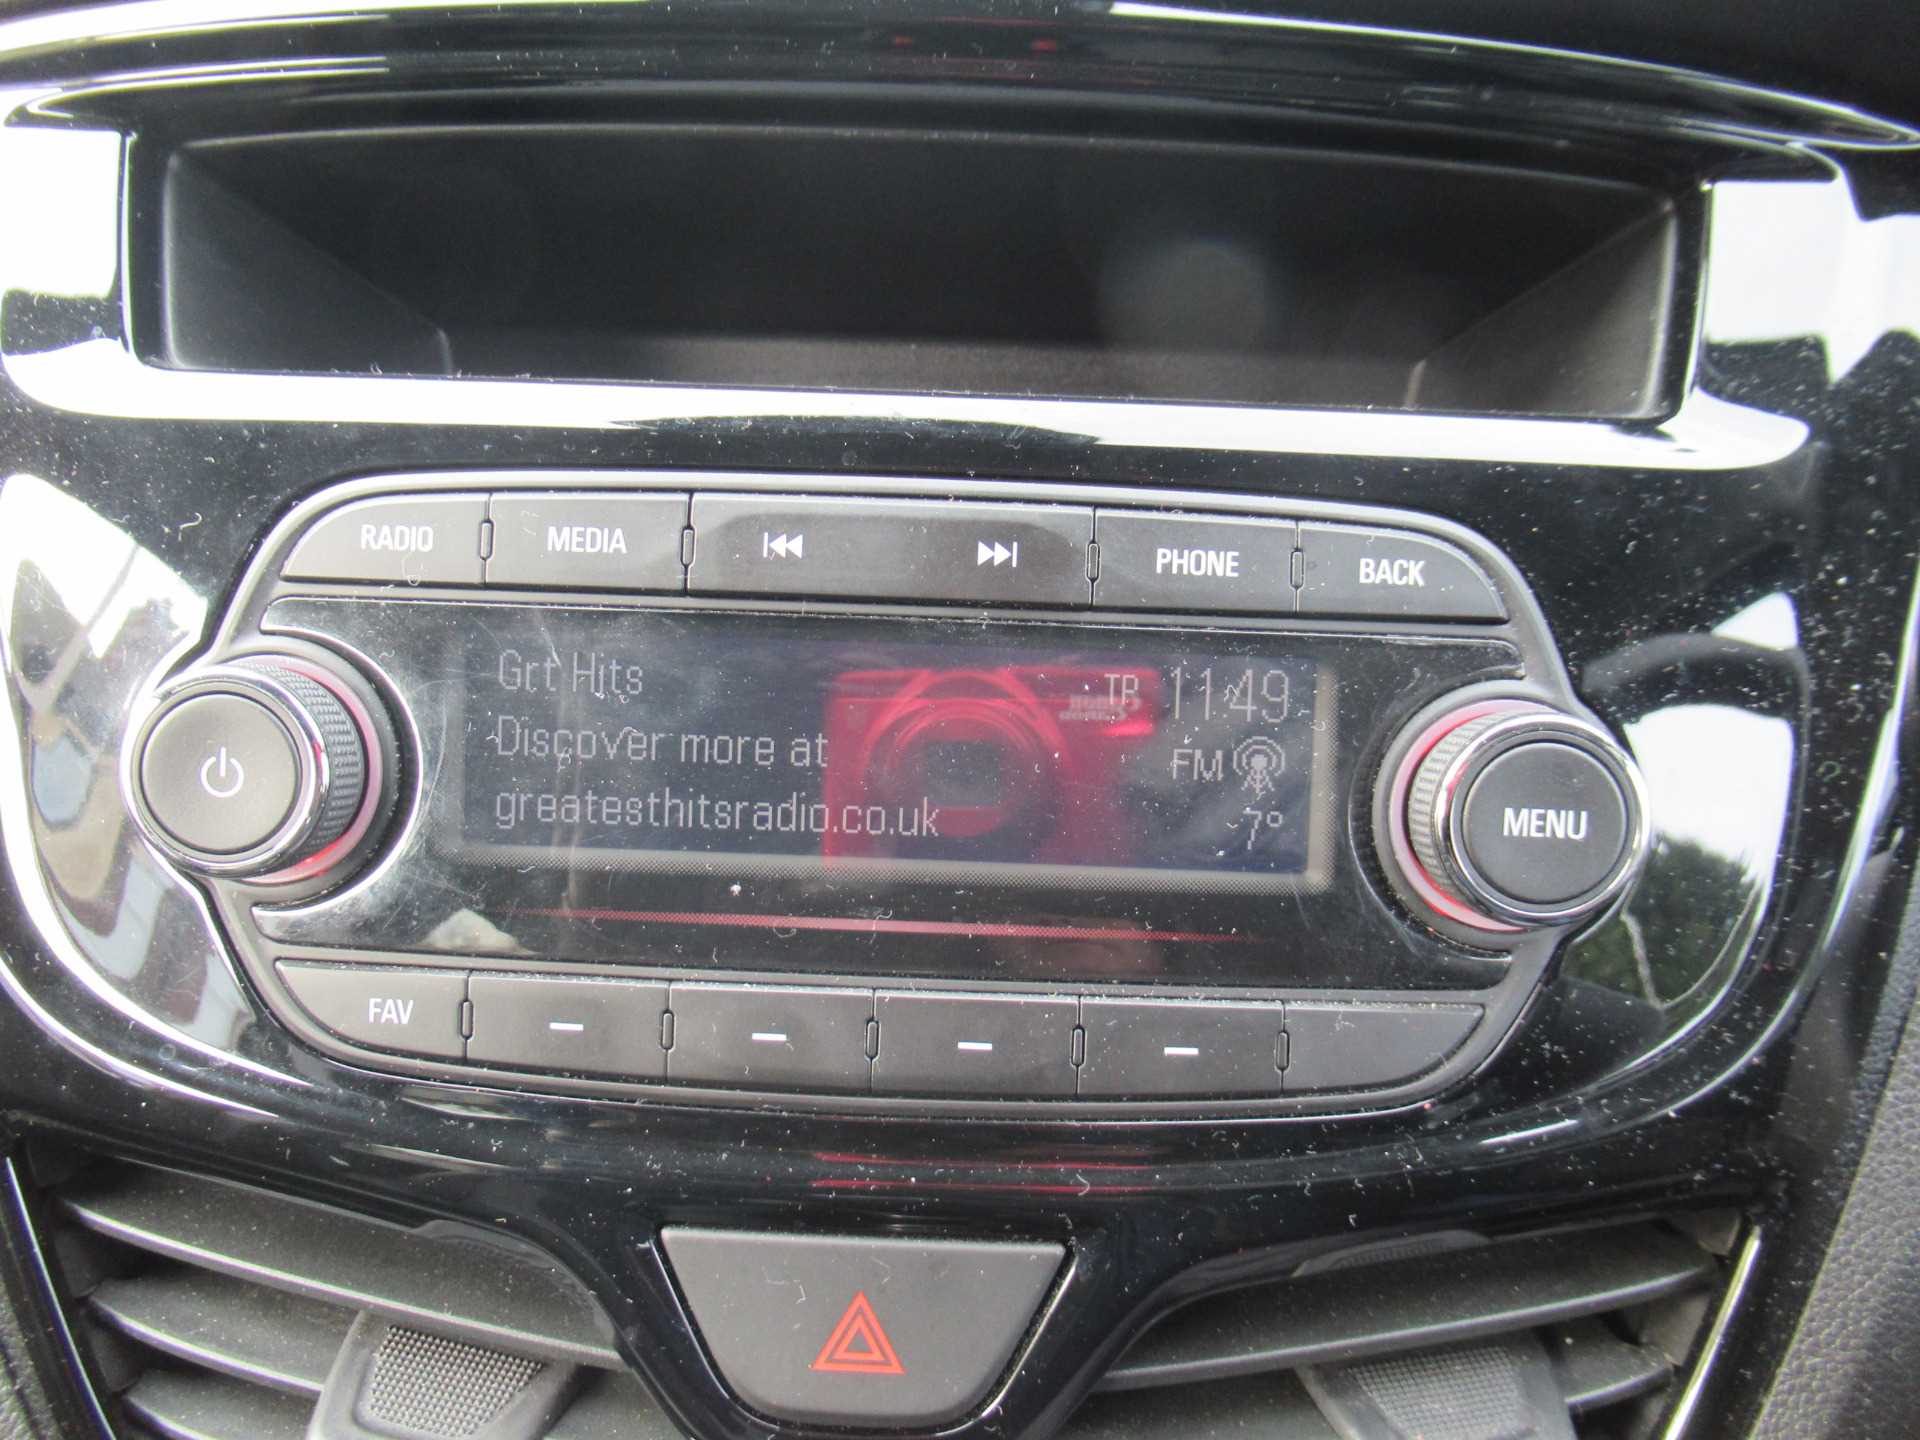 RADIO MEDIA PHONE BACK
Grt Hits TP 11:49
Discover more at FM
greatesthitsradio.co.uk 7°
MENU
FAV